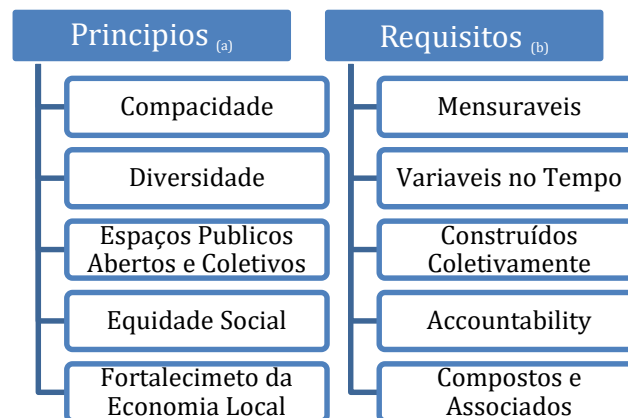 Principios (a)
Compacidade
Diversidade
Espaços Publicos
Abertos e Coletivos
Equidade Social
Fortalecimeto da
Economia Local
Requisitos (b)
Mensuraveis
Variaveis no Tempo
Construídos
Coletivamente
Accountability
Compostos e
Associados